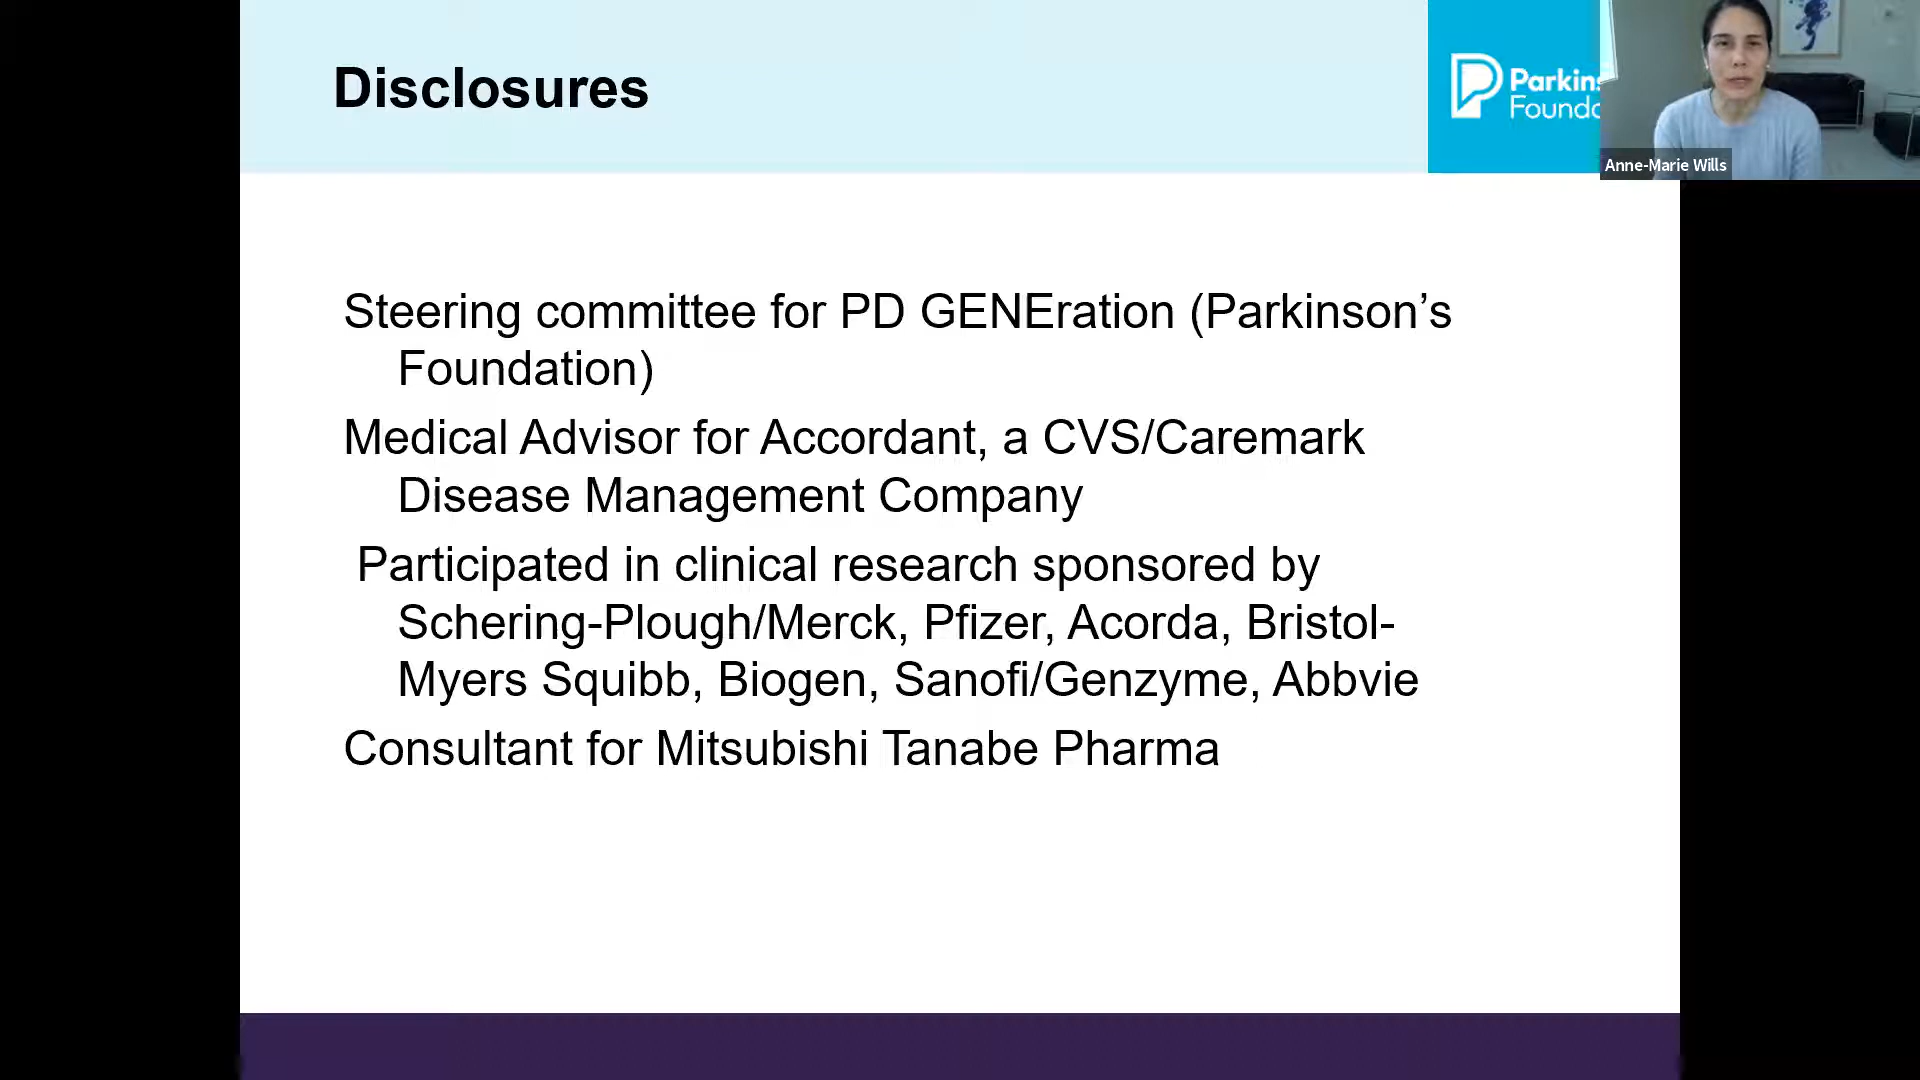 Disclosures
Parkins
Foundo
Anne-Marie Wills
Steering committee for PD GENEration (Parkinson’s
Foundation)
Medical Advisor for Accordant, a CVS/Caremark
Disease Management Company
Participated in clinical research sponsored by
Schering-Plough/Merck, Pfizer, Acorda, Bristol-
Myers Squibb, Biogen, Sanofi/Genzyme, Abbvie
Consultant for Mitsubishi Tanabe Pharma